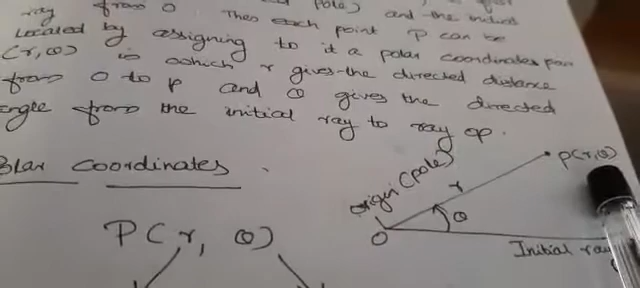 ray from O pole) and the initial
Then each point P can be
located by assigning to it a polar coordinates pair
(r, θ) in which r gives the directed distance
from O to P and θ gives the directed
angle from the initial ray to ray OP.
Polar Coordinates.
P(r, θ)
origin (pole)
r
P(r, θ)
θ
O
Initial ray